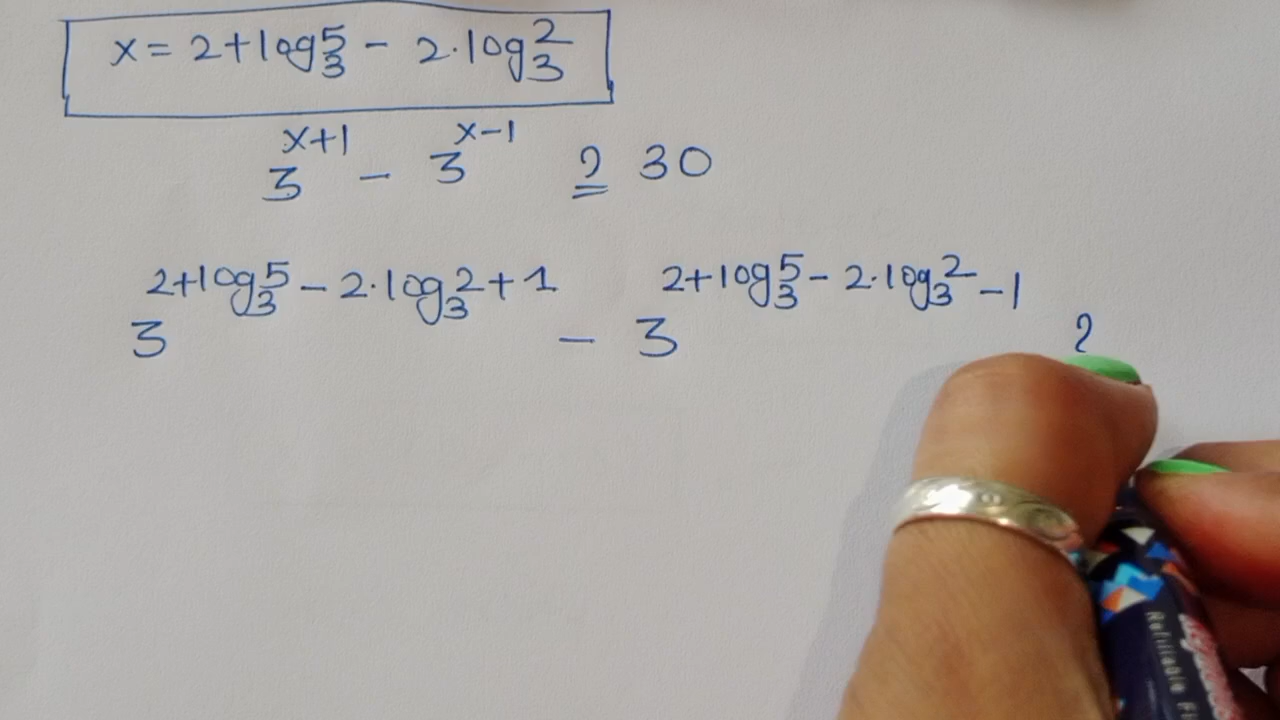 x = 2 + log₃5 − 2·log₃2
3^(x+1) − 3^(x−1) ? 30
3^(2+log₃5 − 2·log₃2 + 1) − 3^(2+log₃5 − 2·log₃2 − 1) ?